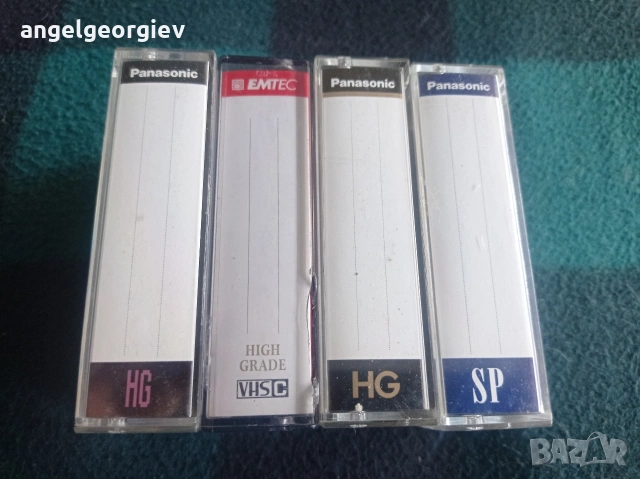 angelgeorgiev
Panasonic
HG
EMTEC
HIGH
GRADE
VHS C
Panasonic
HG
Panasonic
SP
BAZAR